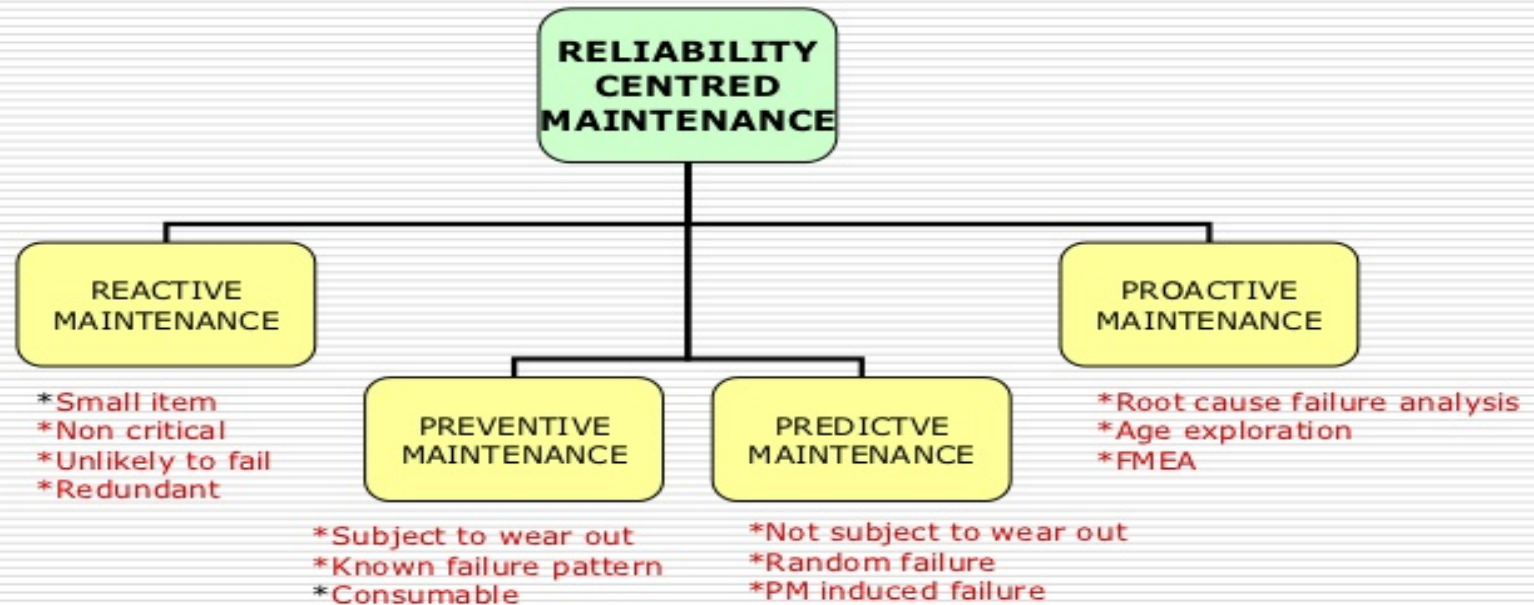 RELIABILITY
CENTRED
MAINTENANCE
REACTIVE
MAINTENANCE
*Small item
*Non critical
*Unlikely to fail
*Redundant
PREVENTIVE
MAINTENANCE
*Subject to wear out
*Known failure pattern
*Consumable
PREDICTVE
MAINTENANCE
*Not subject to wear out
*Random failure
*PM induced failure
PROACTIVE
MAINTENANCE
*Root cause failure analysis
*Age exploration
*FMEA